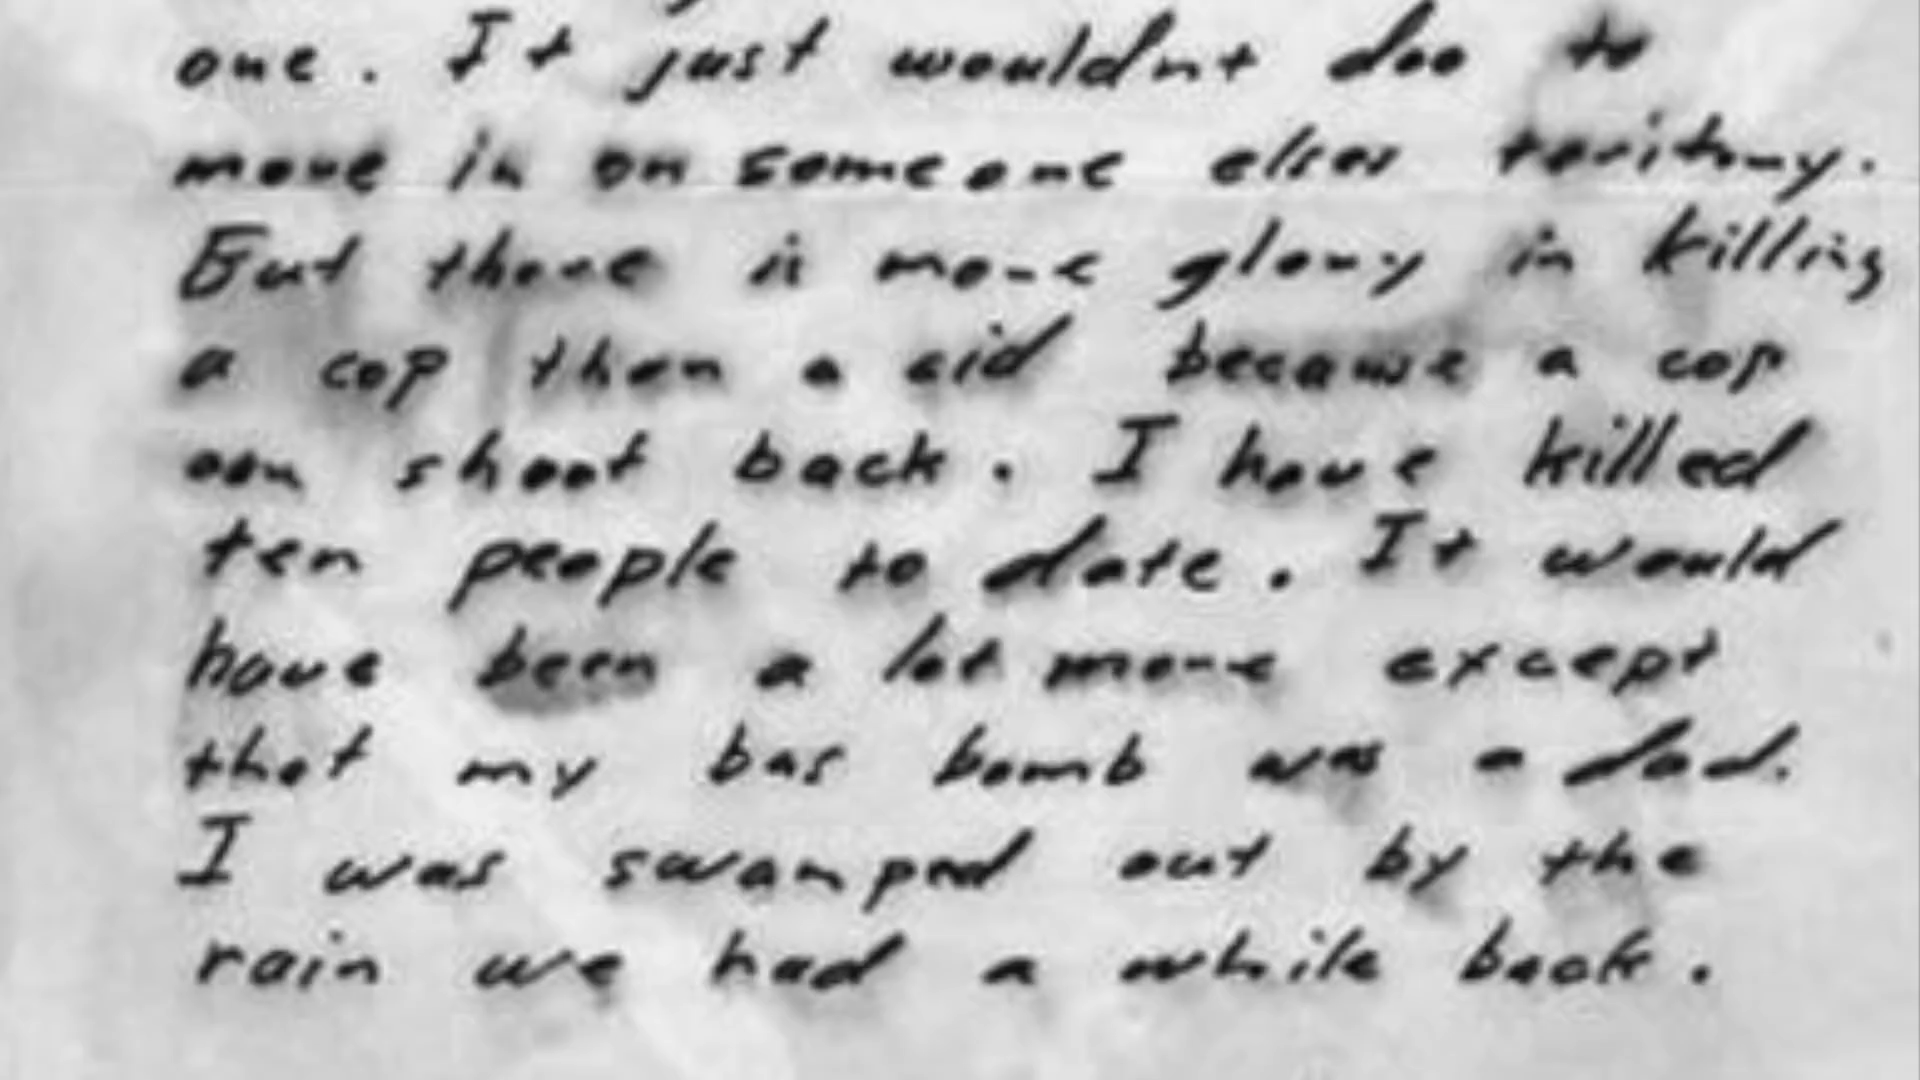 one. It just wouldnt doo to
move in on someone elses teritory.
But there is more glory in killing
a cop than a cid because a cop
can shoot back. I have killed
ten people to date. It would
have been a lot more except
that my bus bomb was a dud.
I was swamped out by the
rain we had a while back.